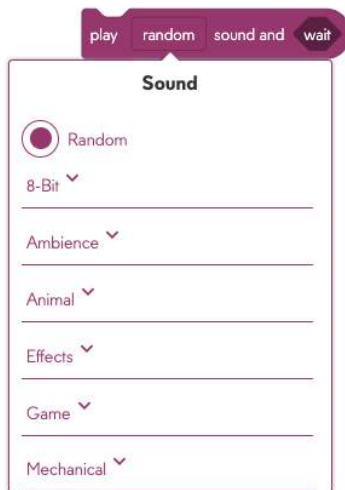 play random sound and wait
Sound
Random
8-Bit
Ambience
Animal
Effects
Game
Mechanical